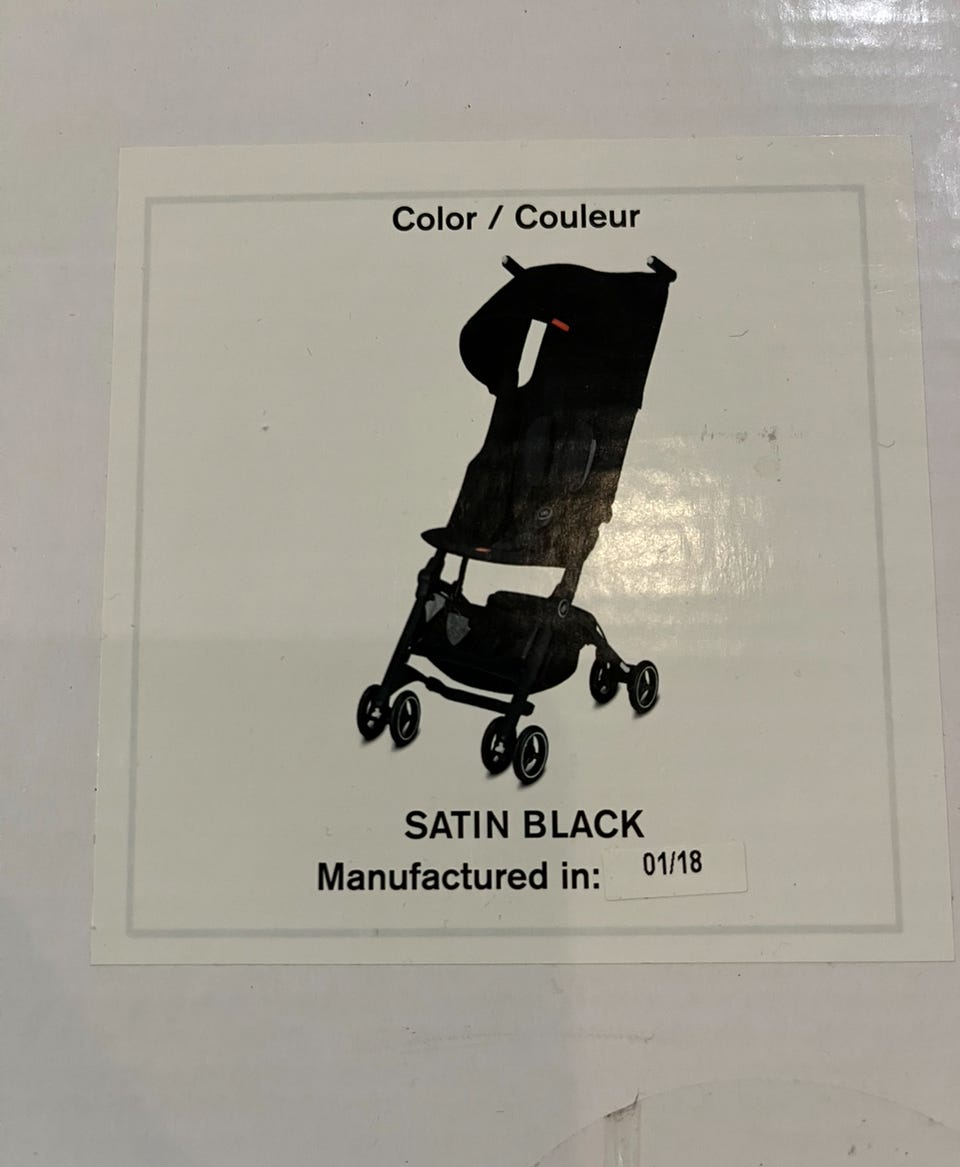 Color / Couleur
SATIN BLACK
Manufactured in: 01/18